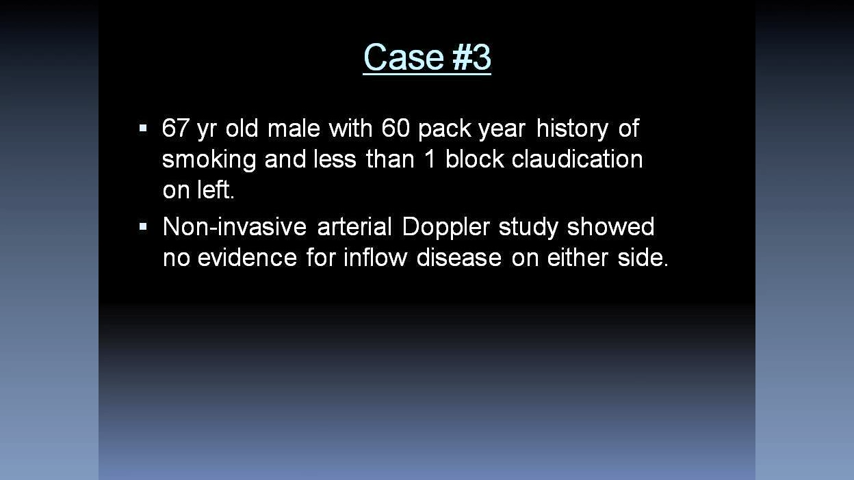 Case #3
▪ 67 yr old male with 60 pack year history of
smoking and less than 1 block claudication
on left.
▪ Non-invasive arterial Doppler study showed
no evidence for inflow disease on either side.